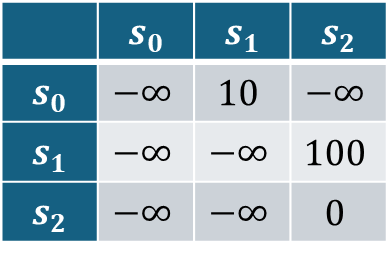 s₀ s₁ s₂
s₀ −∞ 10 −∞
s₁ −∞ −∞ 100
s₂ −∞ −∞ 0